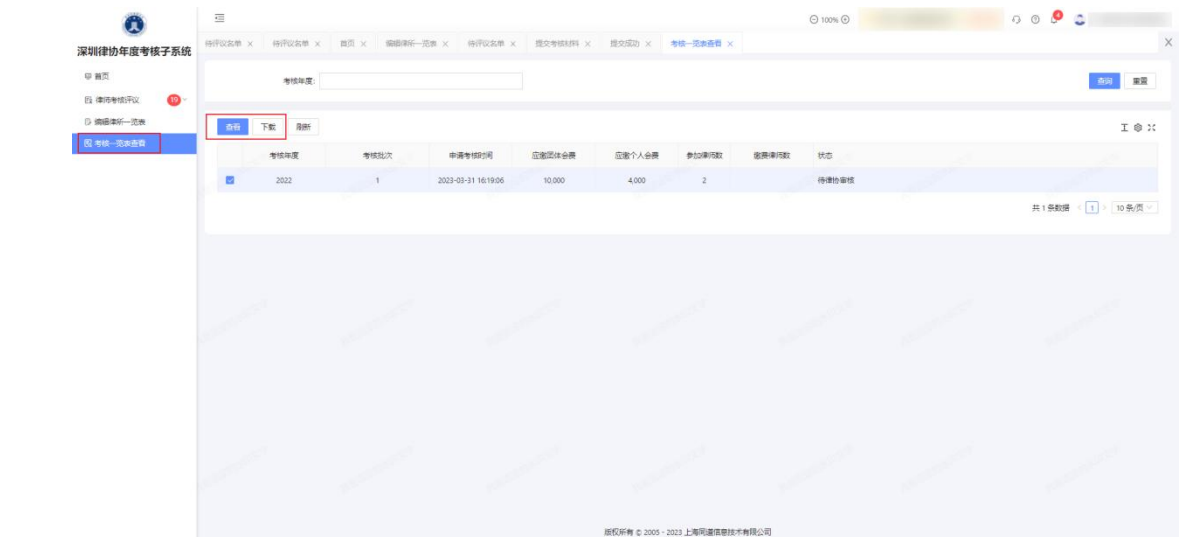 100%
深圳律协年度考核子系统
待评议名单 × 待评议名单 × 首页 × 编辑律所一览表 × 待评议名单 × 提交考核材料 × 提交成功 × 考核一览表查看 ×
首页
律师考核评议 19
编辑律所一览表
考核一览表查看
考核年度:
查询 重置
查看 下载 刷新
考核年度 考核批次 申请考核时间 应缴团体会费 应缴个人会费 参加律师数 缴费律师数 状态
2022 1 2023-03-31 16:19:06 10,000 4,000 2 待律协审核
共 1 条数据 < 1 > 10 条/页
版权所有 © 2005 - 2023 上海同道信息技术有限公司